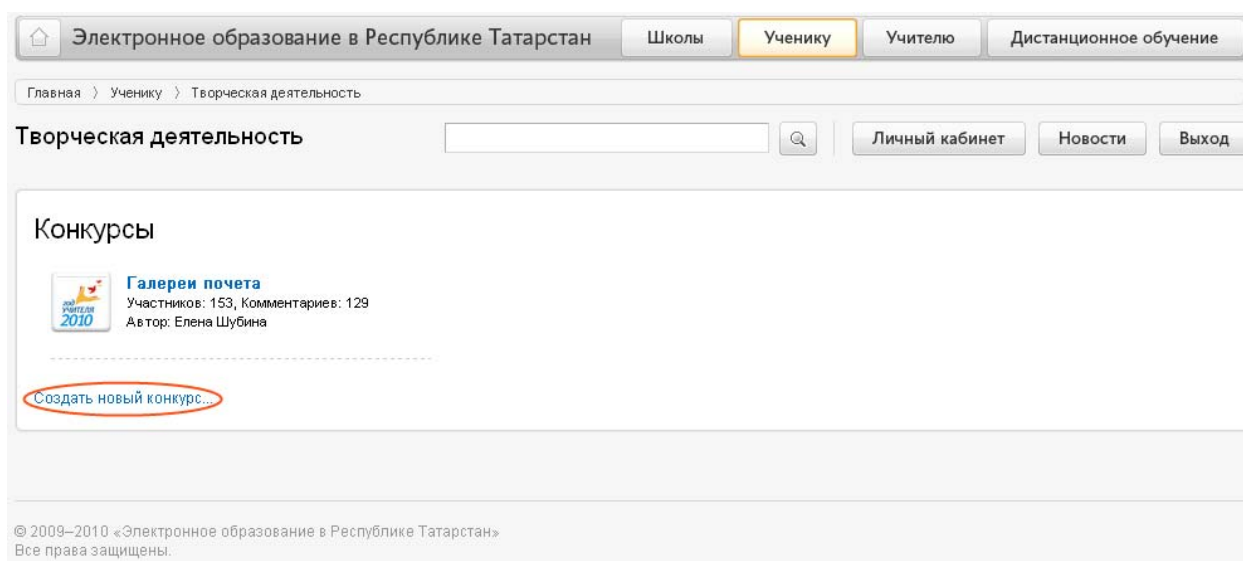 Электронное образование в Республике Татарстан Школы Ученику Учителю Дистанционное обучение
Главная 〉 Ученику 〉 Творческая деятельность
Творческая деятельность Личный кабинет Новости Выход
Конкурсы
год
учителя
2010
Галереи почета
Участников: 153, Комментариев: 129
Автор: Елена Шубина
Создать новый конкурс...
© 2009–2010 «Электронное образование в Республике Татарстан»
Все права защищены.